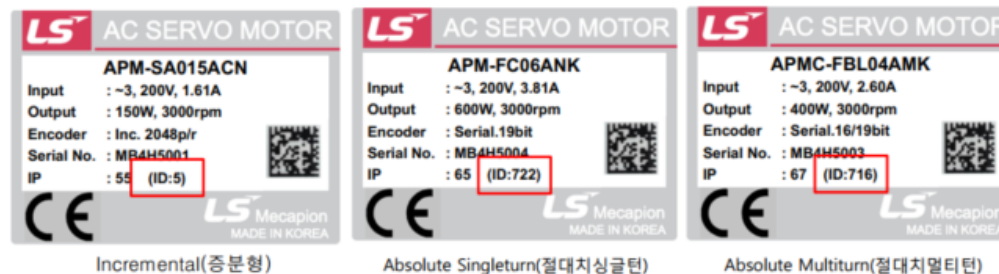 LS AC SERVO MOTOR
APM-SA015ACN
Input : ~3, 200V, 1.61A
Output : 150W, 3000rpm
Encoder : Inc. 2048p/r
Serial No. : MB4H5001
IP : 55 (ID:5)
CE LS Mecapion
MADE IN KOREA
Incremental(증분형)
LS AC SERVO MOTOR
APM-FC06ANK
Input : ~3, 200V, 3.81A
Output : 600W, 3000rpm
Encoder : Serial.19bit
Serial No. : MB4H5004
IP : 65 (ID:722)
CE LS Mecapion
MADE IN KOREA
Absolute Singleturn(절대치싱글턴)
LS AC SERVO MOTOR
APMC-FBL04AMK
Input : ~3, 200V, 2.60A
Output : 400W, 3000rpm
Encoder : Serial.16/19bit
Serial No. : MB4H5003
IP : 67 (ID:716)
CE LS Mecapion
MADE IN KOREA
Absolute Multiturn(절대치멀티턴)